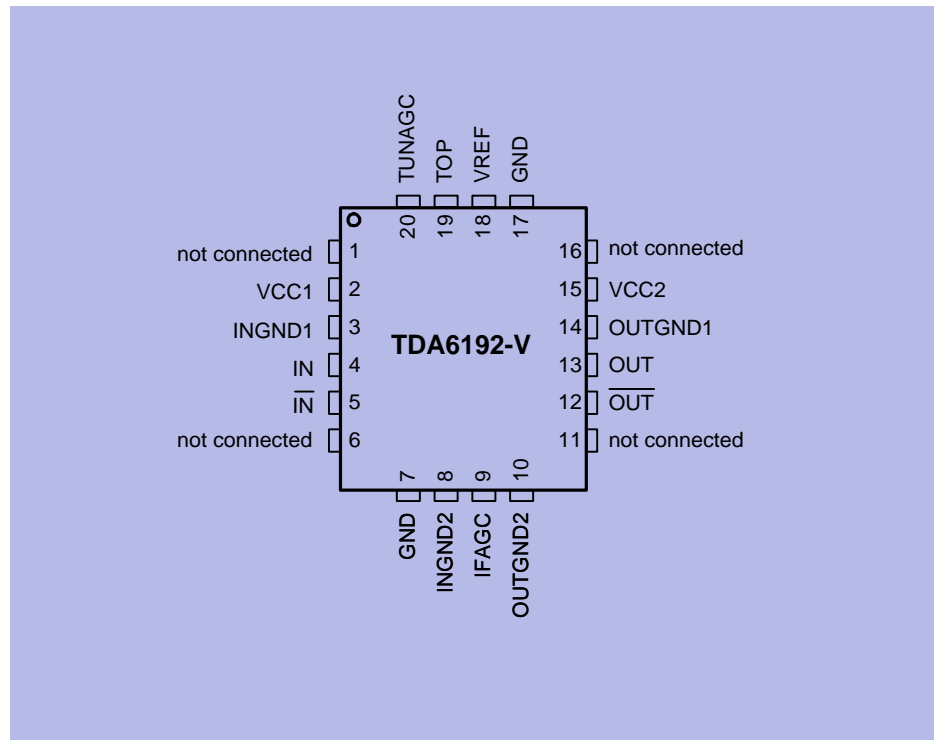 TUNAGC
TOP
VREF
GND
20
19
18
17
not connected 1
16 not connected
VCC1 2
15 VCC2
INGND1 3
14 OUTGND1
TDA6192-V
IN 4
13 OUT
I̅N̅ 5
12 O̅U̅T̅
not connected 6
11 not connected
7
8
9
10
GND
INGND2
IFAGC
OUTGND2